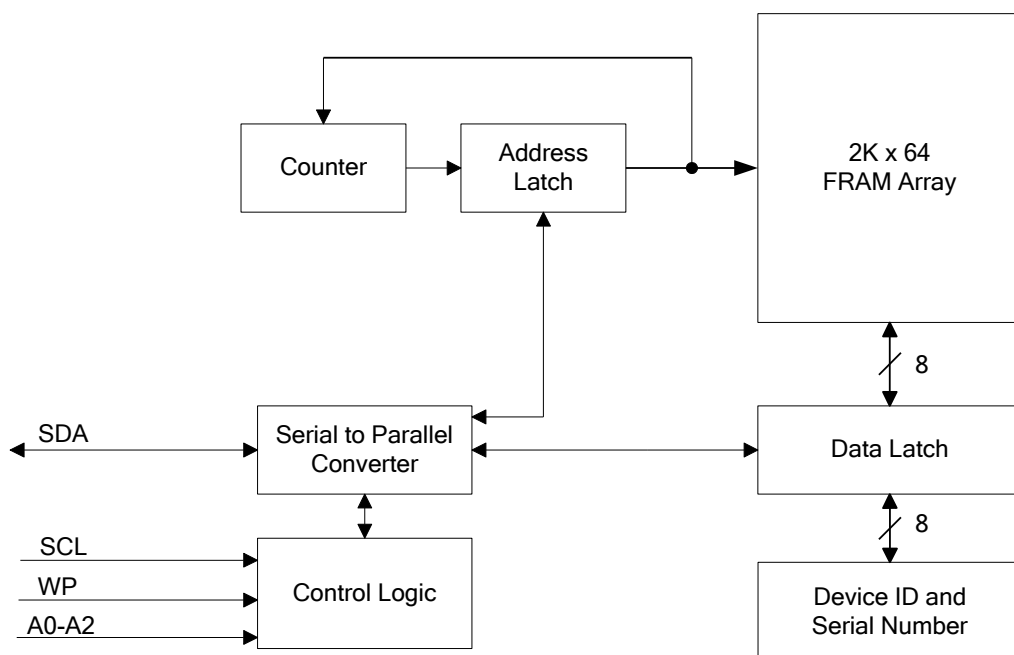 2K x 64
FRAM Array
Counter
Address
Latch
8
SDA
Serial to Parallel
Converter
Data Latch
8
SCL
WP
A0-A2
Control Logic
Device ID and
Serial Number